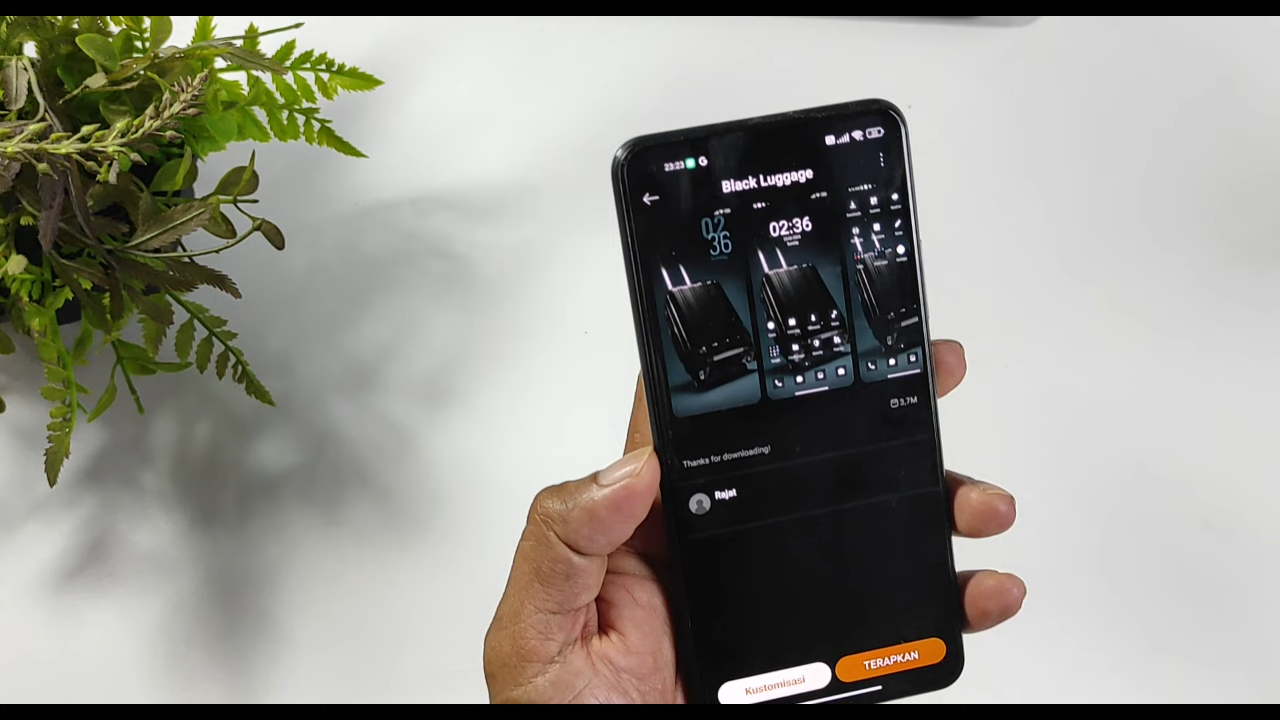 23:23
Black Luggage
02
36
02:36
3,7M
Thanks for downloading!
Rajat
Kustomisasi
TERAPKAN